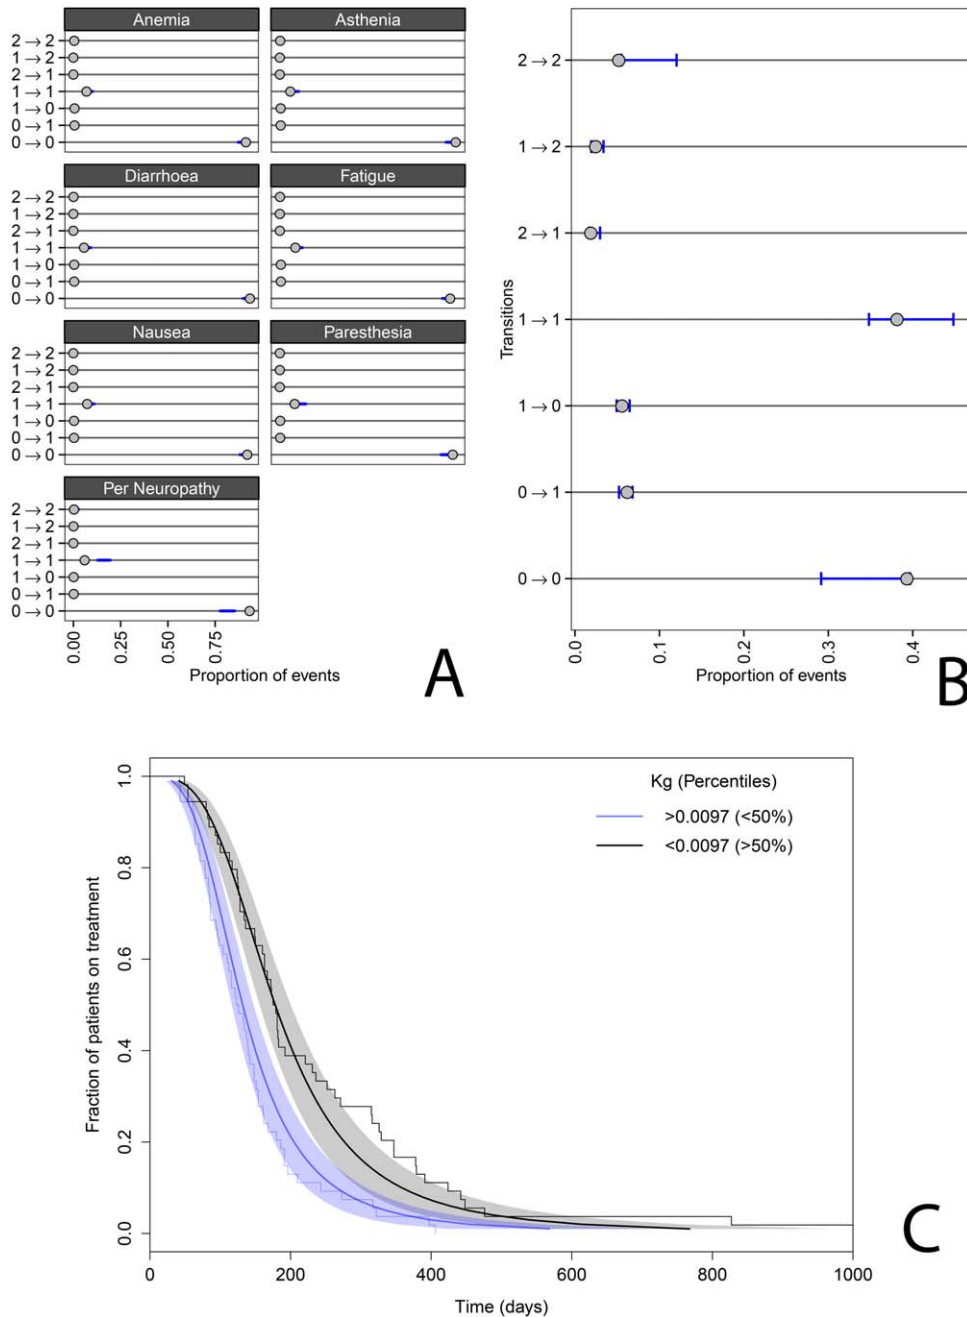 Anemia
Asthenia
2→2
1→2
2→1
1→1
1→0
0→1
0→0
Diarrhoea
Fatigue
2→2
1→2
2→1
1→1
1→0
0→1
0→0
Nausea
Paresthesia
2→2
1→2
2→1
1→1
1→0
0→1
0→0
Per Neuropathy
2→2
1→2
2→1
1→1
1→0
0→1
0→0
0.00 0.25 0.50 0.75
Proportion of events
A
Transitions
2→2
1→2
2→1
1→1
1→0
0→1
0→0
0.0 0.1 0.2 0.3 0.4
Proportion of events
B
Fraction of patients on treatment
1.0
0.8
0.6
0.4
0.2
0.0
Kg (Percentiles)
>0.0097 (<50%)
<0.0097 (>50%)
0 200 400 600 800 1000
Time (days)
C